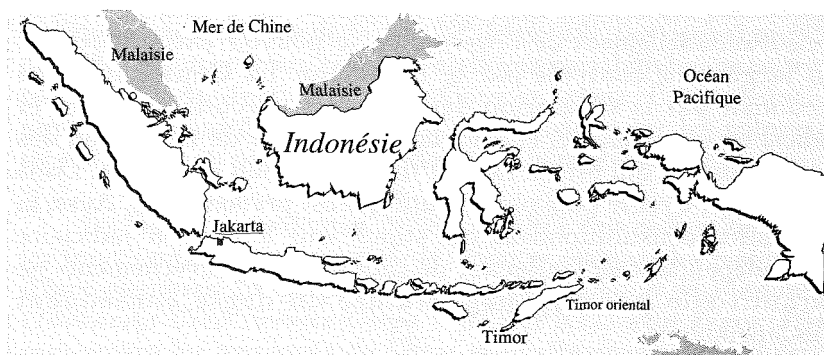 Mer de Chine
Malaisie
Malaisie
Océan
Pacifique
Indonésie
Jakarta
Timor oriental
Timor